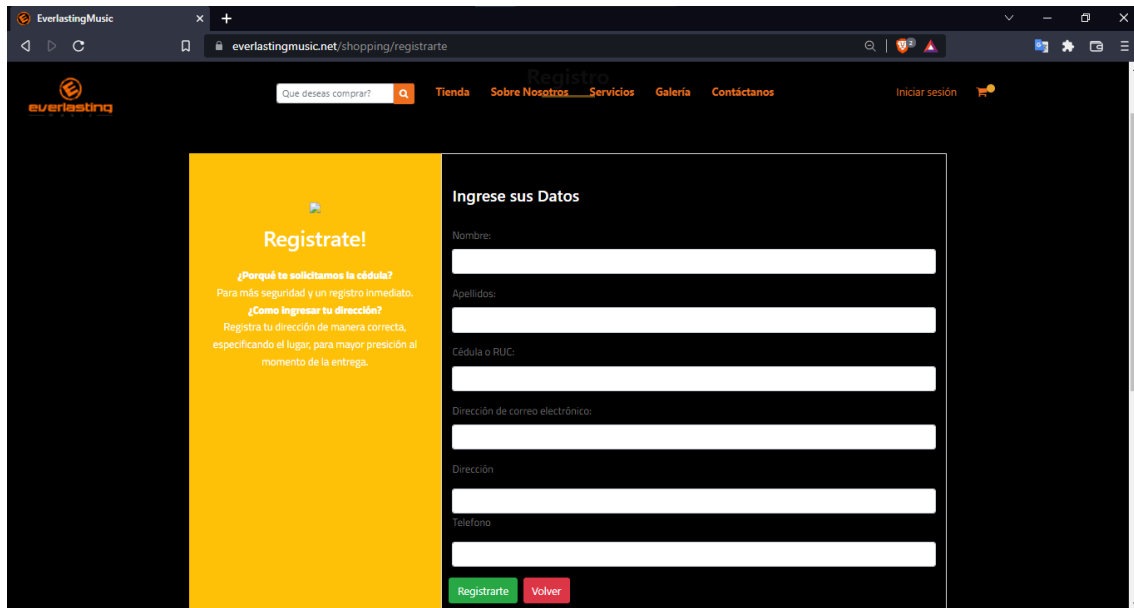 EverlastingMusic
everlastingmusic.net/shopping/registrarte
Registro
everlasting
Que deseas comprar?
Tienda Sobre Nosotros Servicios Galería Contáctanos
Iniciar sesión
Registrate!
¿Porqué te solicitamos la cédula?
Para más seguridad y un registro inmediato.
¿Como ingresar tu dirección?
Registra tu dirección de manera correcta,
especificando el lugar, para mayor presición al
momento de la entrega.
Ingrese sus Datos
Nombre:
Apellidos:
Cédula o RUC:
Dirección de correo electrónico:
Dirección
Telefono
Registrarte Volver